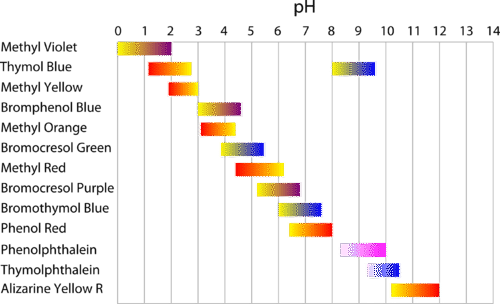 pH
0 1 2 3 4 5 6 7 8 9 10 11 12 13 14
Methyl Violet
Thymol Blue
Methyl Yellow
Bromphenol Blue
Methyl Orange
Bromocresol Green
Methyl Red
Bromocresol Purple
Bromothymol Blue
Phenol Red
Phenolphthalein
Thymolphthalein
Alizarine Yellow R